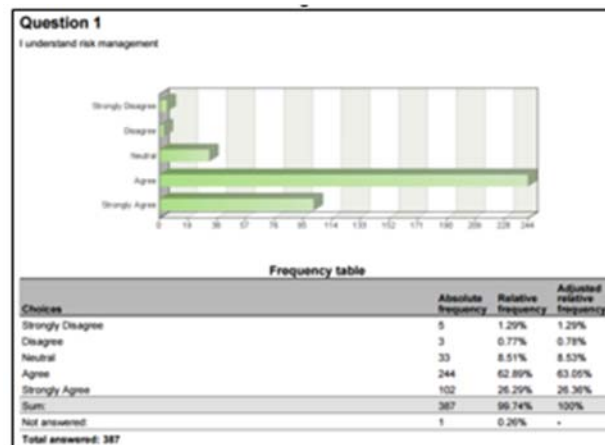 Question 1
I understand risk management
Strongly Disagree
Disagree
Neutral
Agree
Strongly Agree
0 19 38 57 76 95 114 133 152 171 190 209 228 244
Frequency table
Choices Absolute frequency Relative frequency Adjusted relative frequency
Strongly Disagree 5 1.29% 1.29%
Disagree 3 0.77% 0.78%
Neutral 33 8.51% 8.53%
Agree 244 62.89% 63.05%
Strongly Agree 102 26.29% 26.36%
Sum: 387 99.74% 100%
Not answered: 1 0.26% -
Total answered: 387